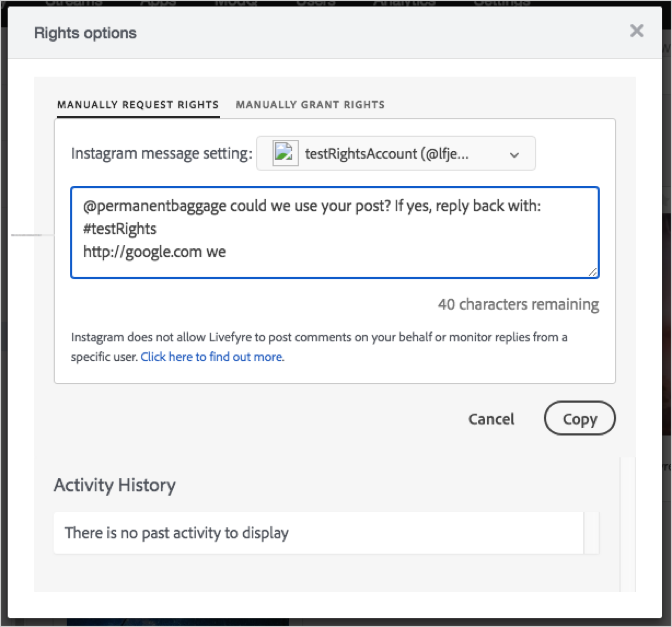 Streams Apps ModQ Users Analytics Settings
Rights options
MANUALLY REQUEST RIGHTS MANUALLY GRANT RIGHTS
Instagram message setting: testRightsAccount (@lfje...
@permanentbaggage could we use your post? If yes, reply back with:
#testRights
http://google.com we
40 characters remaining
Instagram does not allow Livefyre to post comments on your behalf or monitor replies from a
specific user. Click here to find out more.
Cancel Copy
Activity History
There is no past activity to display